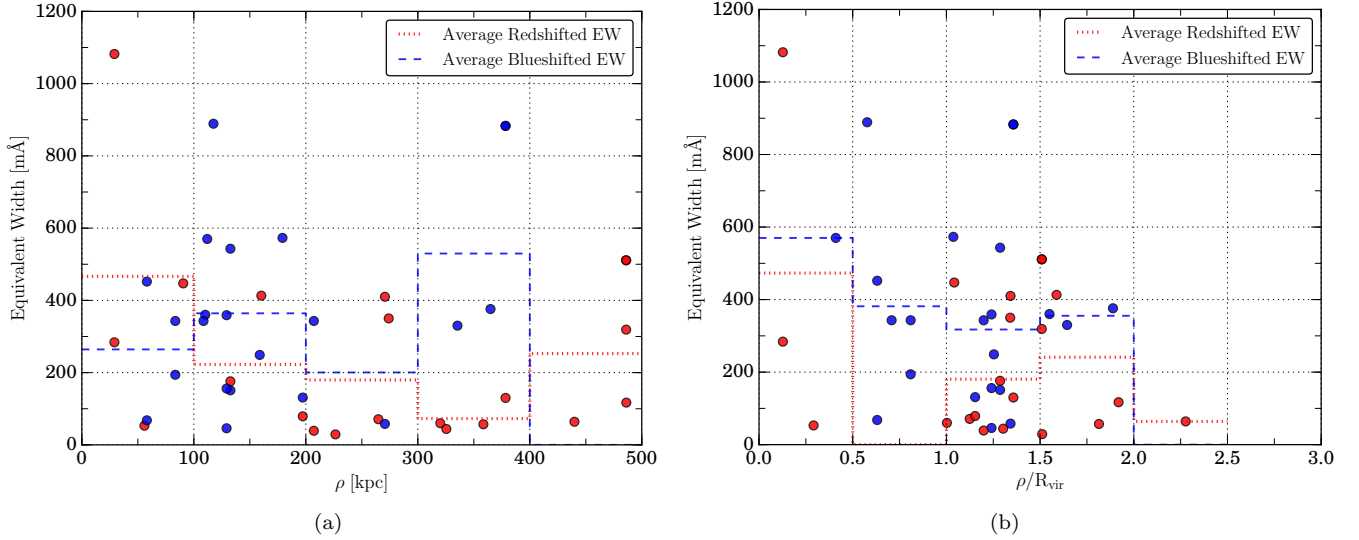 Average Redshifted EW
Average Blueshifted EW
1200
1000
800
600
400
200
0
Equivalent Width [mÅ]
0 100 200 300 400 500
ρ [kpc]
(a)
Average Redshifted EW
Average Blueshifted EW
1200
1000
800
600
400
200
0
Equivalent Width [mÅ]
0.0 0.5 1.0 1.5 2.0 2.5 3.0
ρ/Rvir
(b)